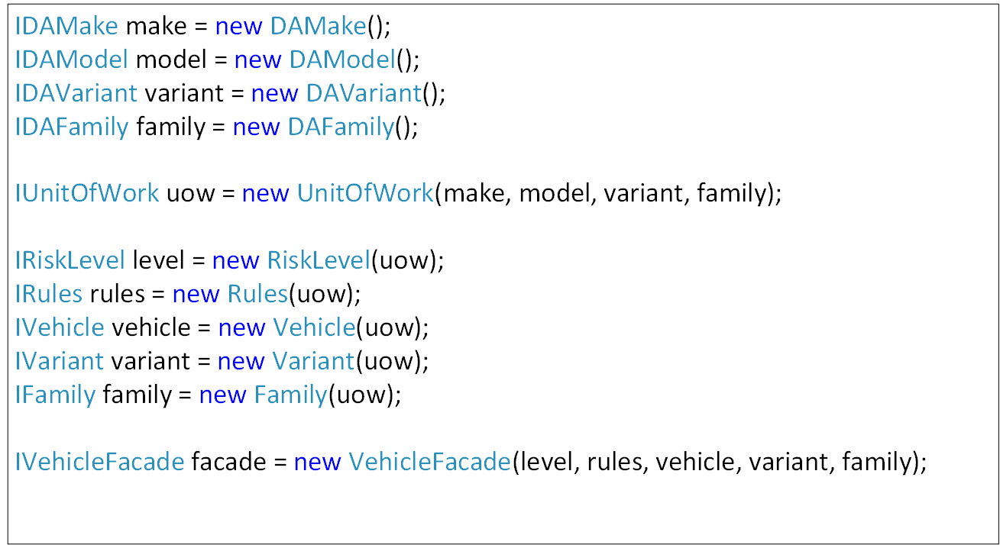 IDAMake make = new DAMake();
IDAModel model = new DAModel();
IDAVariant variant = new DAVariant();
IDAFamily family = new DAFamily();
IUnitOfWork uow = new UnitOfWork(make, model, variant, family);
IRiskLevel level = new RiskLevel(uow);
IRules rules = new Rules(uow);
IVehicle vehicle = new Vehicle(uow);
IVariant variant = new Variant(uow);
IFamily family = new Family(uow);
IVehicleFacade facade = new VehicleFacade(level, rules, vehicle, variant, family);